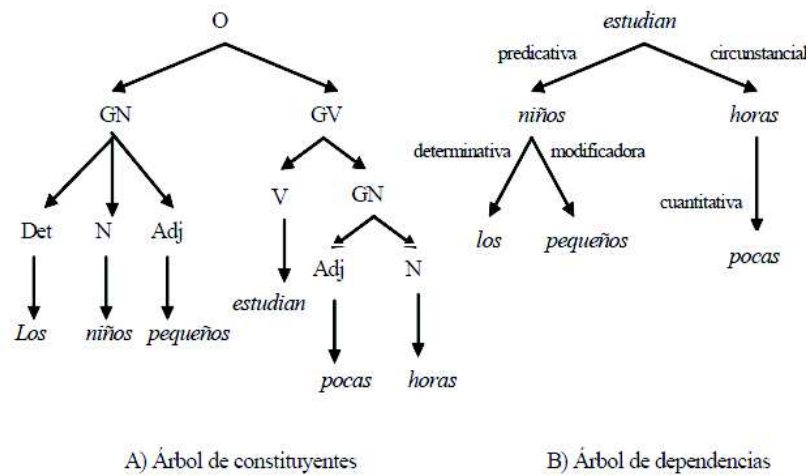 O
estudian
predicativa circunstancial
GN GV niños horas
determinativa modificadora
V GN
cuantitativa
Det N Adj los pequeños
Adj N pocas
estudian
Los niños pequeños
pocas horas
A) Árbol de constituyentes B) Árbol de dependencias